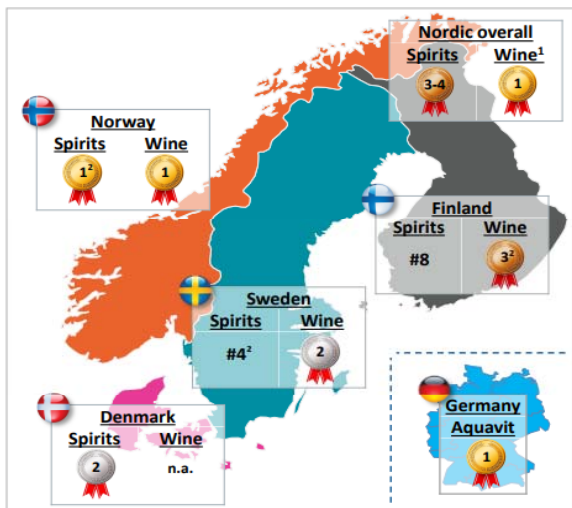 Nordic overall
Spirits Wine¹
3-4 1
Norway
Spirits Wine
1² 1
Finland
Spirits Wine
#8 3²
Sweden
Spirits Wine
#4² 2
Denmark
Spirits Wine
2 n.a.
Germany
Aquavit
1